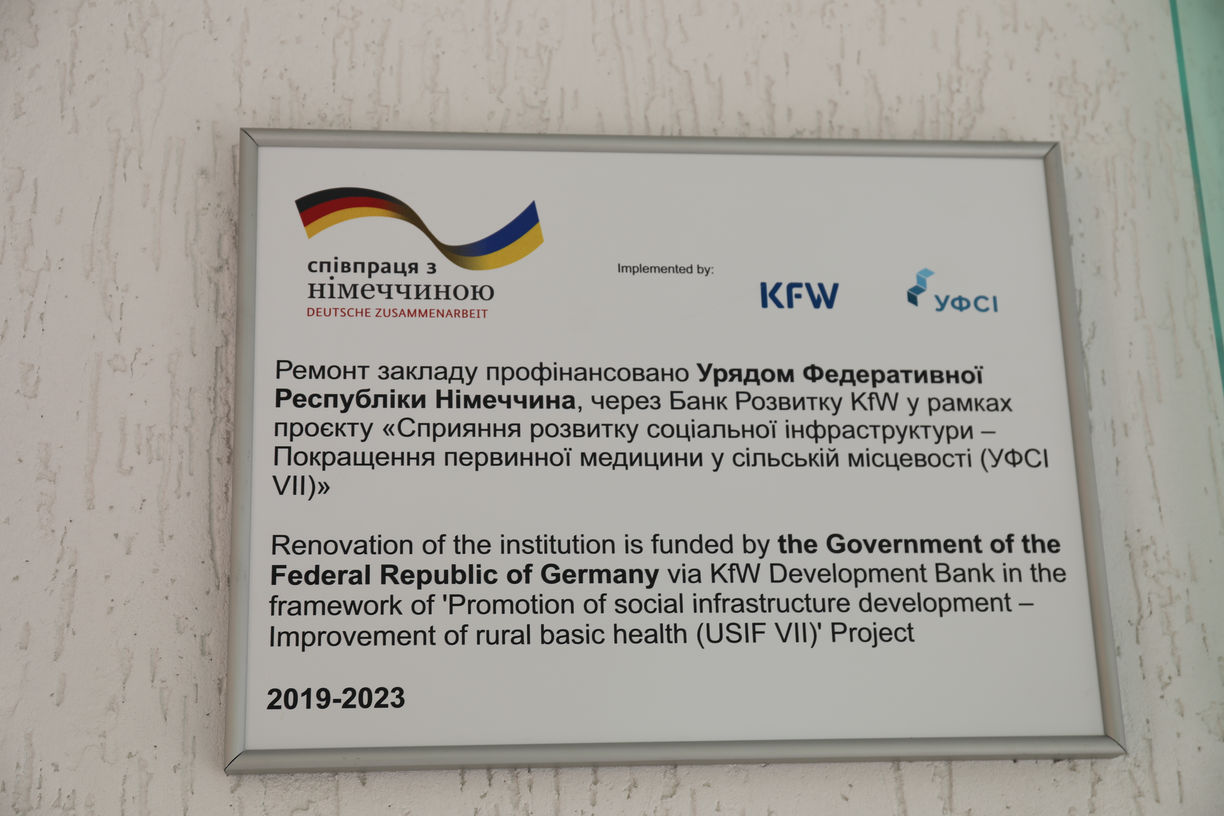 співпраця з
німеччиною
DEUTSCHE ZUSAMMENARBEIT
Implemented by:
KFW
УФСІ
Ремонт закладу профінансовано Урядом Федеративної
Республіки Німеччина, через Банк Розвитку KfW у рамках
проєкту «Сприяння розвитку соціальної інфраструктури –
Покращення первинної медицини у сільській місцевості (УФСІ
VII)»
Renovation of the institution is funded by the Government of the
Federal Republic of Germany via KfW Development Bank in the
framework of 'Promotion of social infrastructure development –
Improvement of rural basic health (USIF VII)' Project
2019-2023